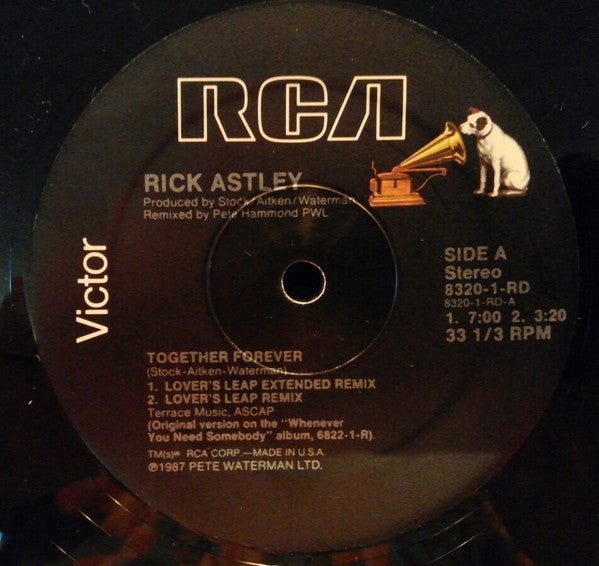 RCA
RICK ASTLEY
Produced by Stock/Aitken/Waterman
Remixed by Pete Hammond PWL
Victor
SIDE A
Stereo
8320-1-RD
8320-1-RD-A
1. 7:00 2. 3:20
33 1/3 RPM
TOGETHER FOREVER
(Stock-Aitken-Waterman)
1. LOVER'S LEAP EXTENDED REMIX
2. LOVER'S LEAP REMIX
Terrace Music, ASCAP
(Original version on the "Whenever
You Need Somebody" album, 6822-1-R).
TM(s)® RCA CORP.—MADE IN U.S.A.
℗1987 PETE WATERMAN LTD.